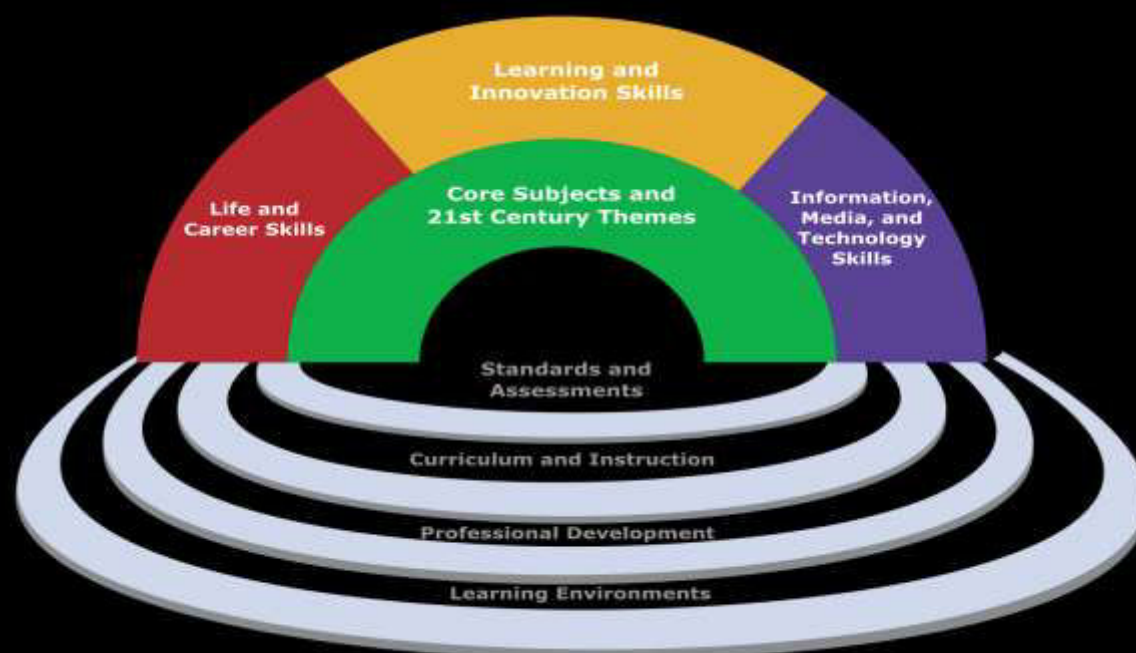 Learning and
Innovation Skills
Core Subjects and
21st Century Themes
Life and
Career Skills
Information,
Media, and
Technology
Skills
Standards and
Assessments
Curriculum and Instruction
Professional Development
Learning Environments